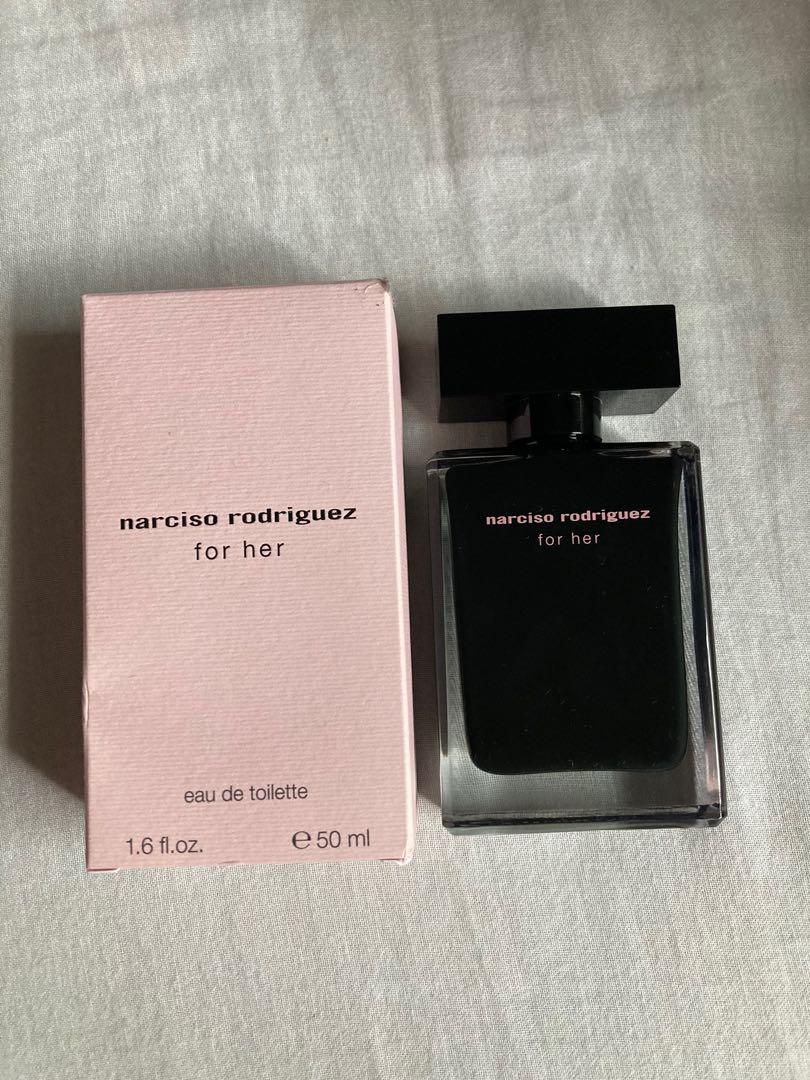 narciso rodriguez
for her
eau de toilette
1.6 fl.oz. ℮ 50 ml
narciso rodriguez
for her